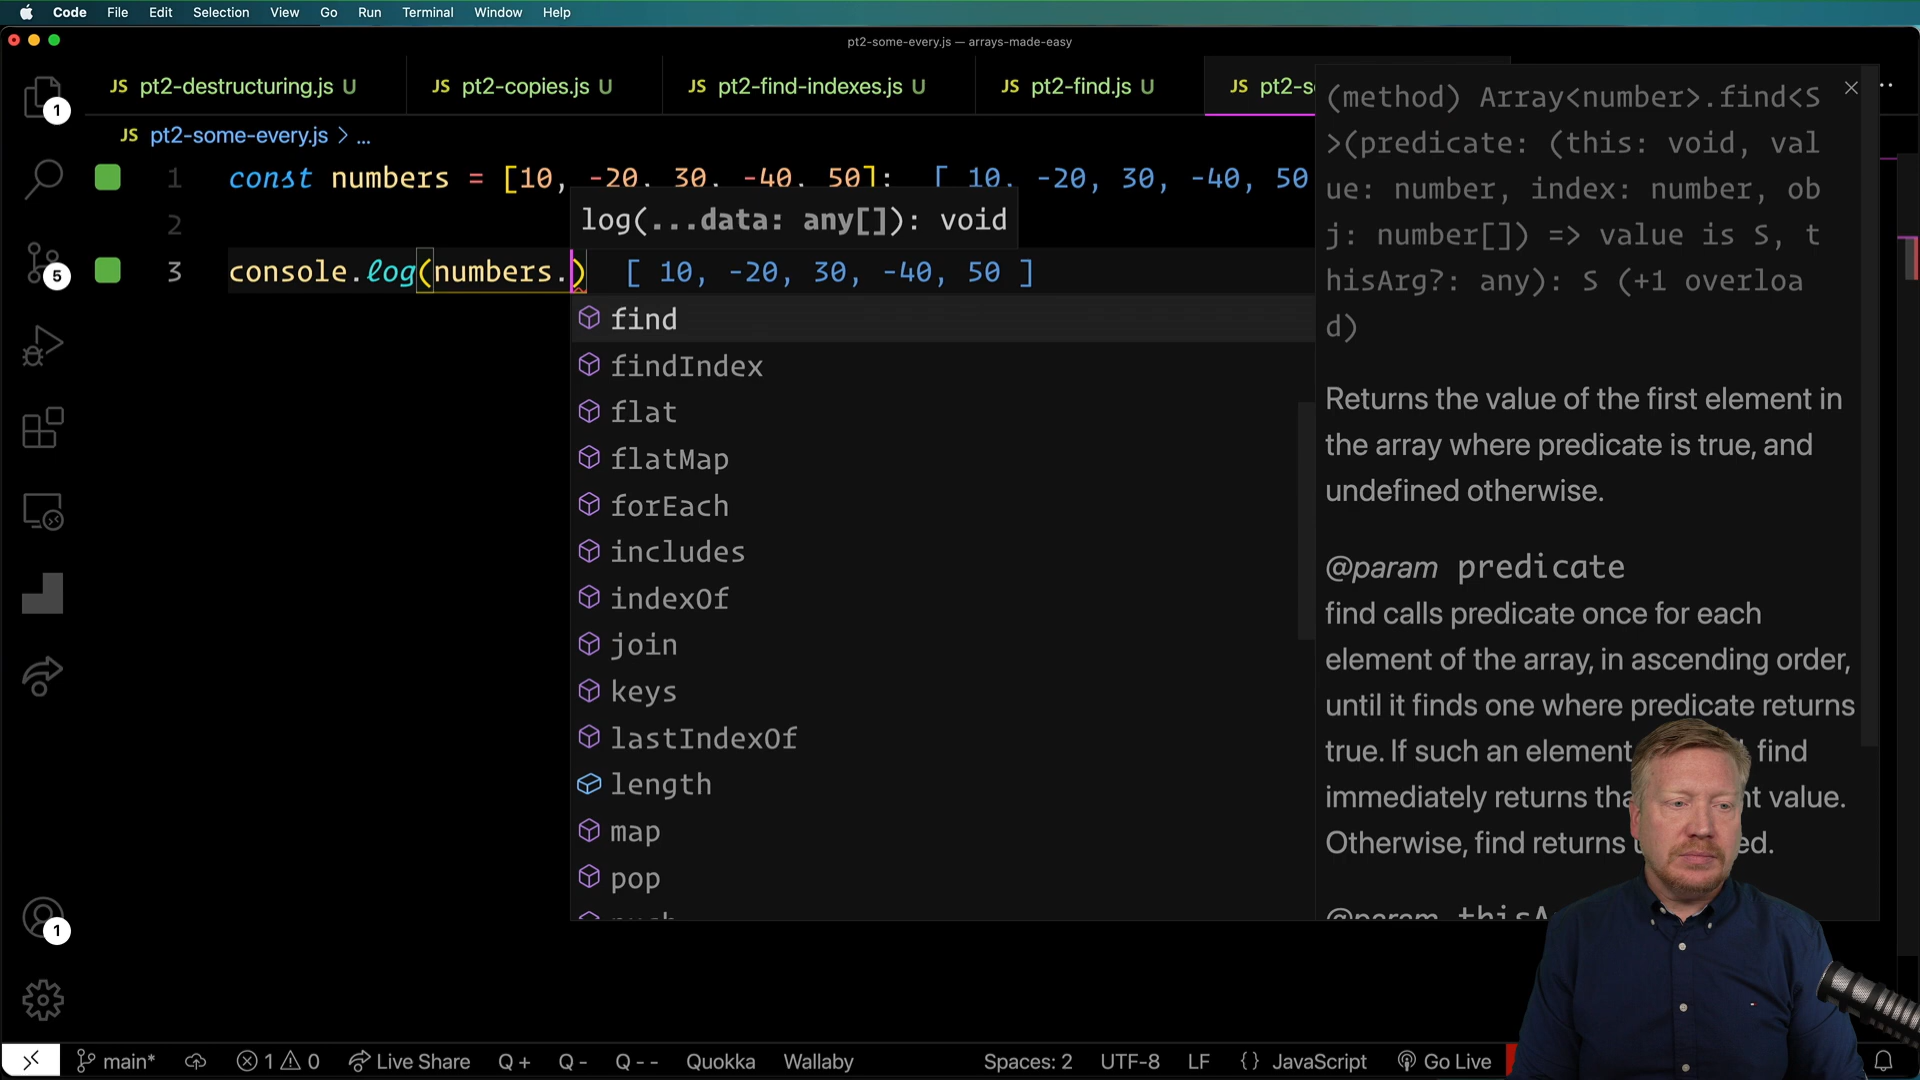 Code File Edit Selection View Go Run Terminal Window Help
pt2-some-every.js — arrays-made-easy
JS pt2-destructuring.js U JS pt2-copies.js U JS pt2-find-indexes.js U JS pt2-find.js U JS
JS pt2-some-every.js > ...
1 const numbers = [10, -20, 30, -40, 50]; [ 10, -20, 30, -40, 50
2
log(...data: any[]): void
3 console.log(numbers.) [ 10, -20, 30, -40, 50 ]
find
findIndex
flat
flatMap
forEach
includes
indexOf
join
keys
lastIndexOf
length
map
pop
(method) Array<number>.find<S
>(predicate: (this: void, val
ue: number, index: number, ob
j: number[]) => value is S, t
hisArg?: any): S (+1 overloa
d)
Returns the value of the first element in
the array where predicate is true, and
undefined otherwise.
@param predicate
find calls predicate once for each
element of the array, in ascending order,
until it finds one where predicate returns
true. If such an element find
immediately returns value.
Otherwise, find returns
@param
1
5
1
main* 1 0 Live Share Q + Q - Q - - Quokka Wallaby Spaces: 2 UTF-8 LF {} JavaScript Go Live